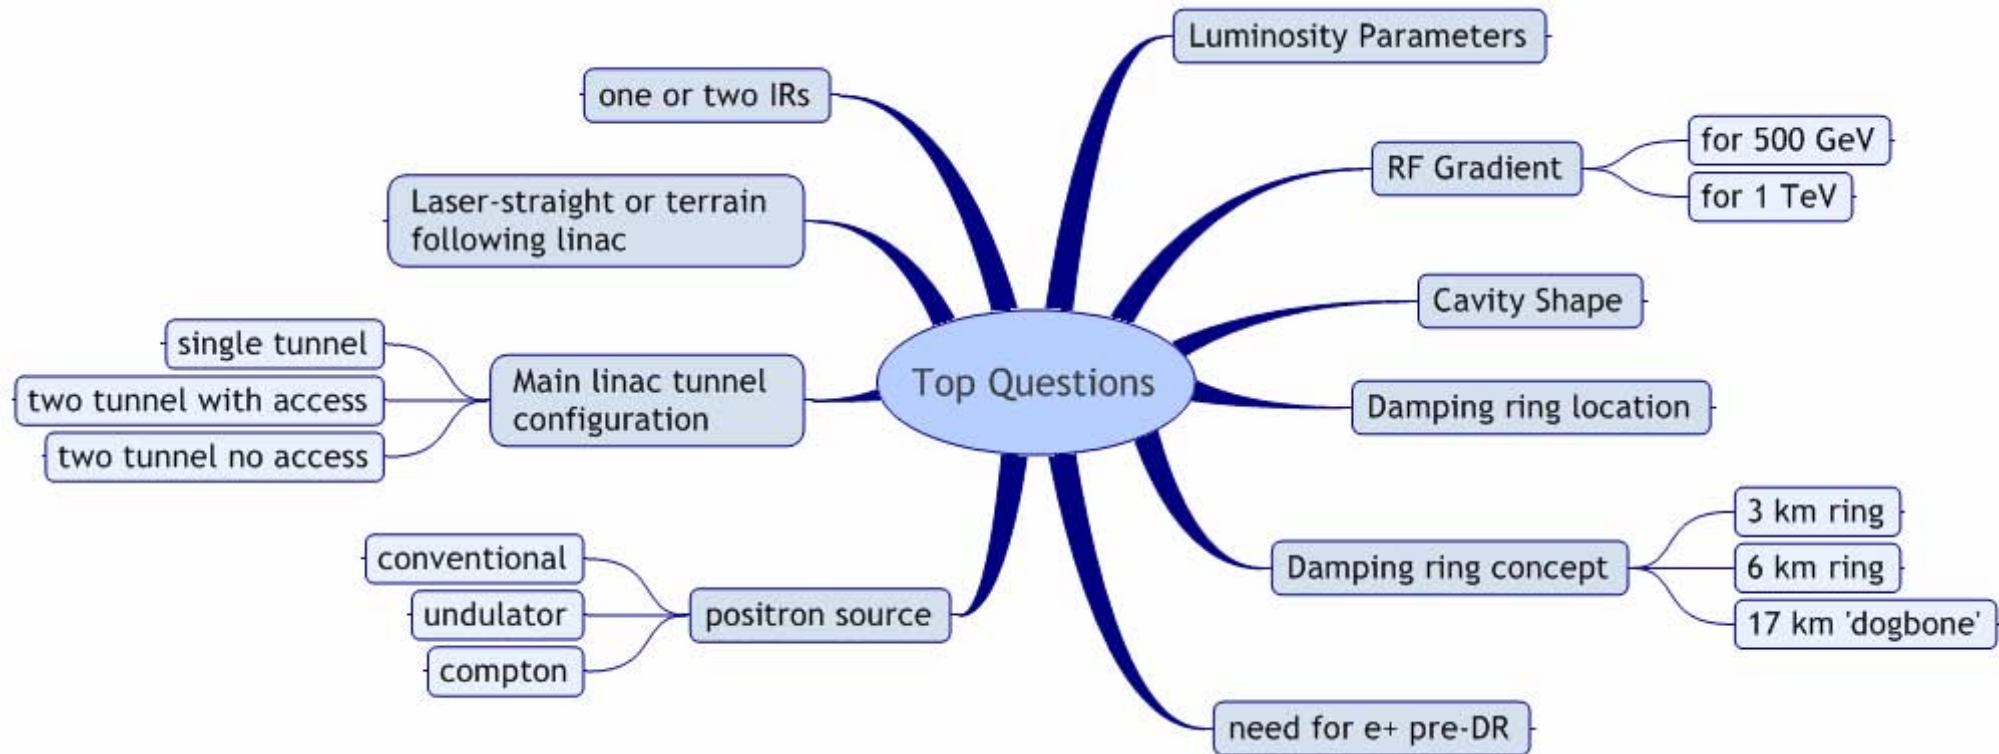 Top Questions
Luminosity Parameters
RF Gradient
for 500 GeV
for 1 TeV
Cavity Shape
Damping ring location
Damping ring concept
3 km ring
6 km ring
17 km 'dogbone'
need for e+ pre-DR
positron source
conventional
undulator
compton
Main linac tunnel
configuration
single tunnel
two tunnel with access
two tunnel no access
Laser-straight or terrain
following linac
one or two IRs